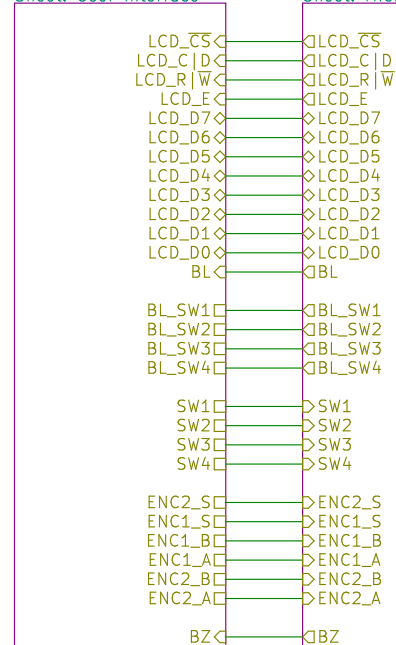 LCD_CS LCD_CS
LCD_C|D LCD_C|D
LCD_R|W LCD_R|W
LCD_E LCD_E
LCD_D7 LCD_D7
LCD_D6 LCD_D6
LCD_D5 LCD_D5
LCD_D4 LCD_D4
LCD_D3 LCD_D3
LCD_D2 LCD_D2
LCD_D1 LCD_D1
LCD_D0 LCD_D0
BL BL
BL_SW1 BL_SW1
BL_SW2 BL_SW2
BL_SW3 BL_SW3
BL_SW4 BL_SW4
SW1 SW1
SW2 SW2
SW3 SW3
SW4 SW4
ENC2_S ENC2_S
ENC1_S ENC1_S
ENC1_B ENC1_B
ENC1_A ENC1_A
ENC2_B ENC2_B
ENC2_A ENC2_A
BZ BZ